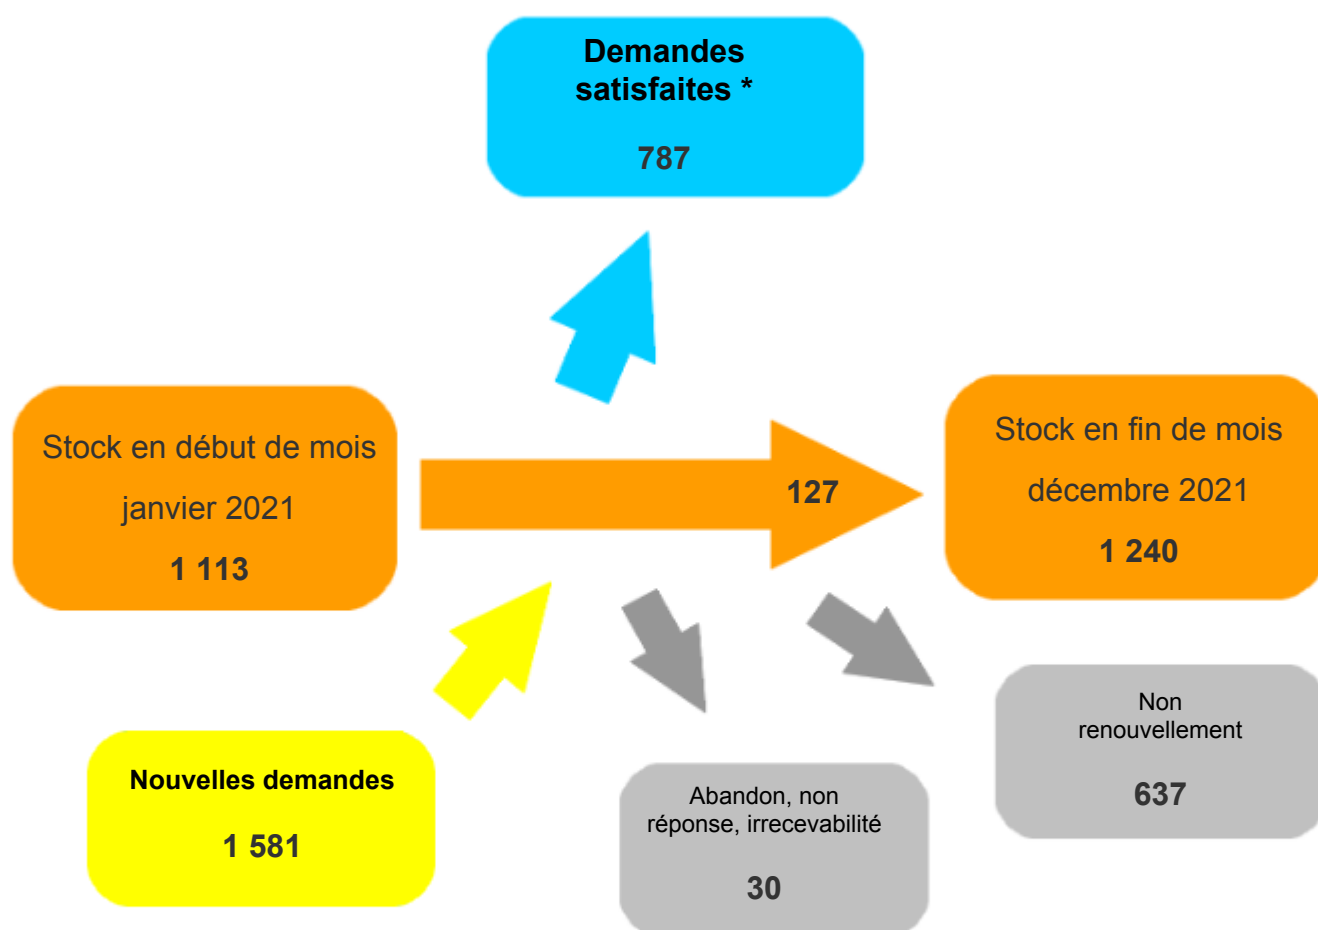 Demandes
satisfaites *
787
Stock en début de mois
janvier 2021
1 113
127
Stock en fin de mois
décembre 2021
1 240
Nouvelles demandes
1 581
Abandon, non
réponse, irrecevabilité
30
Non
renouvellement
637